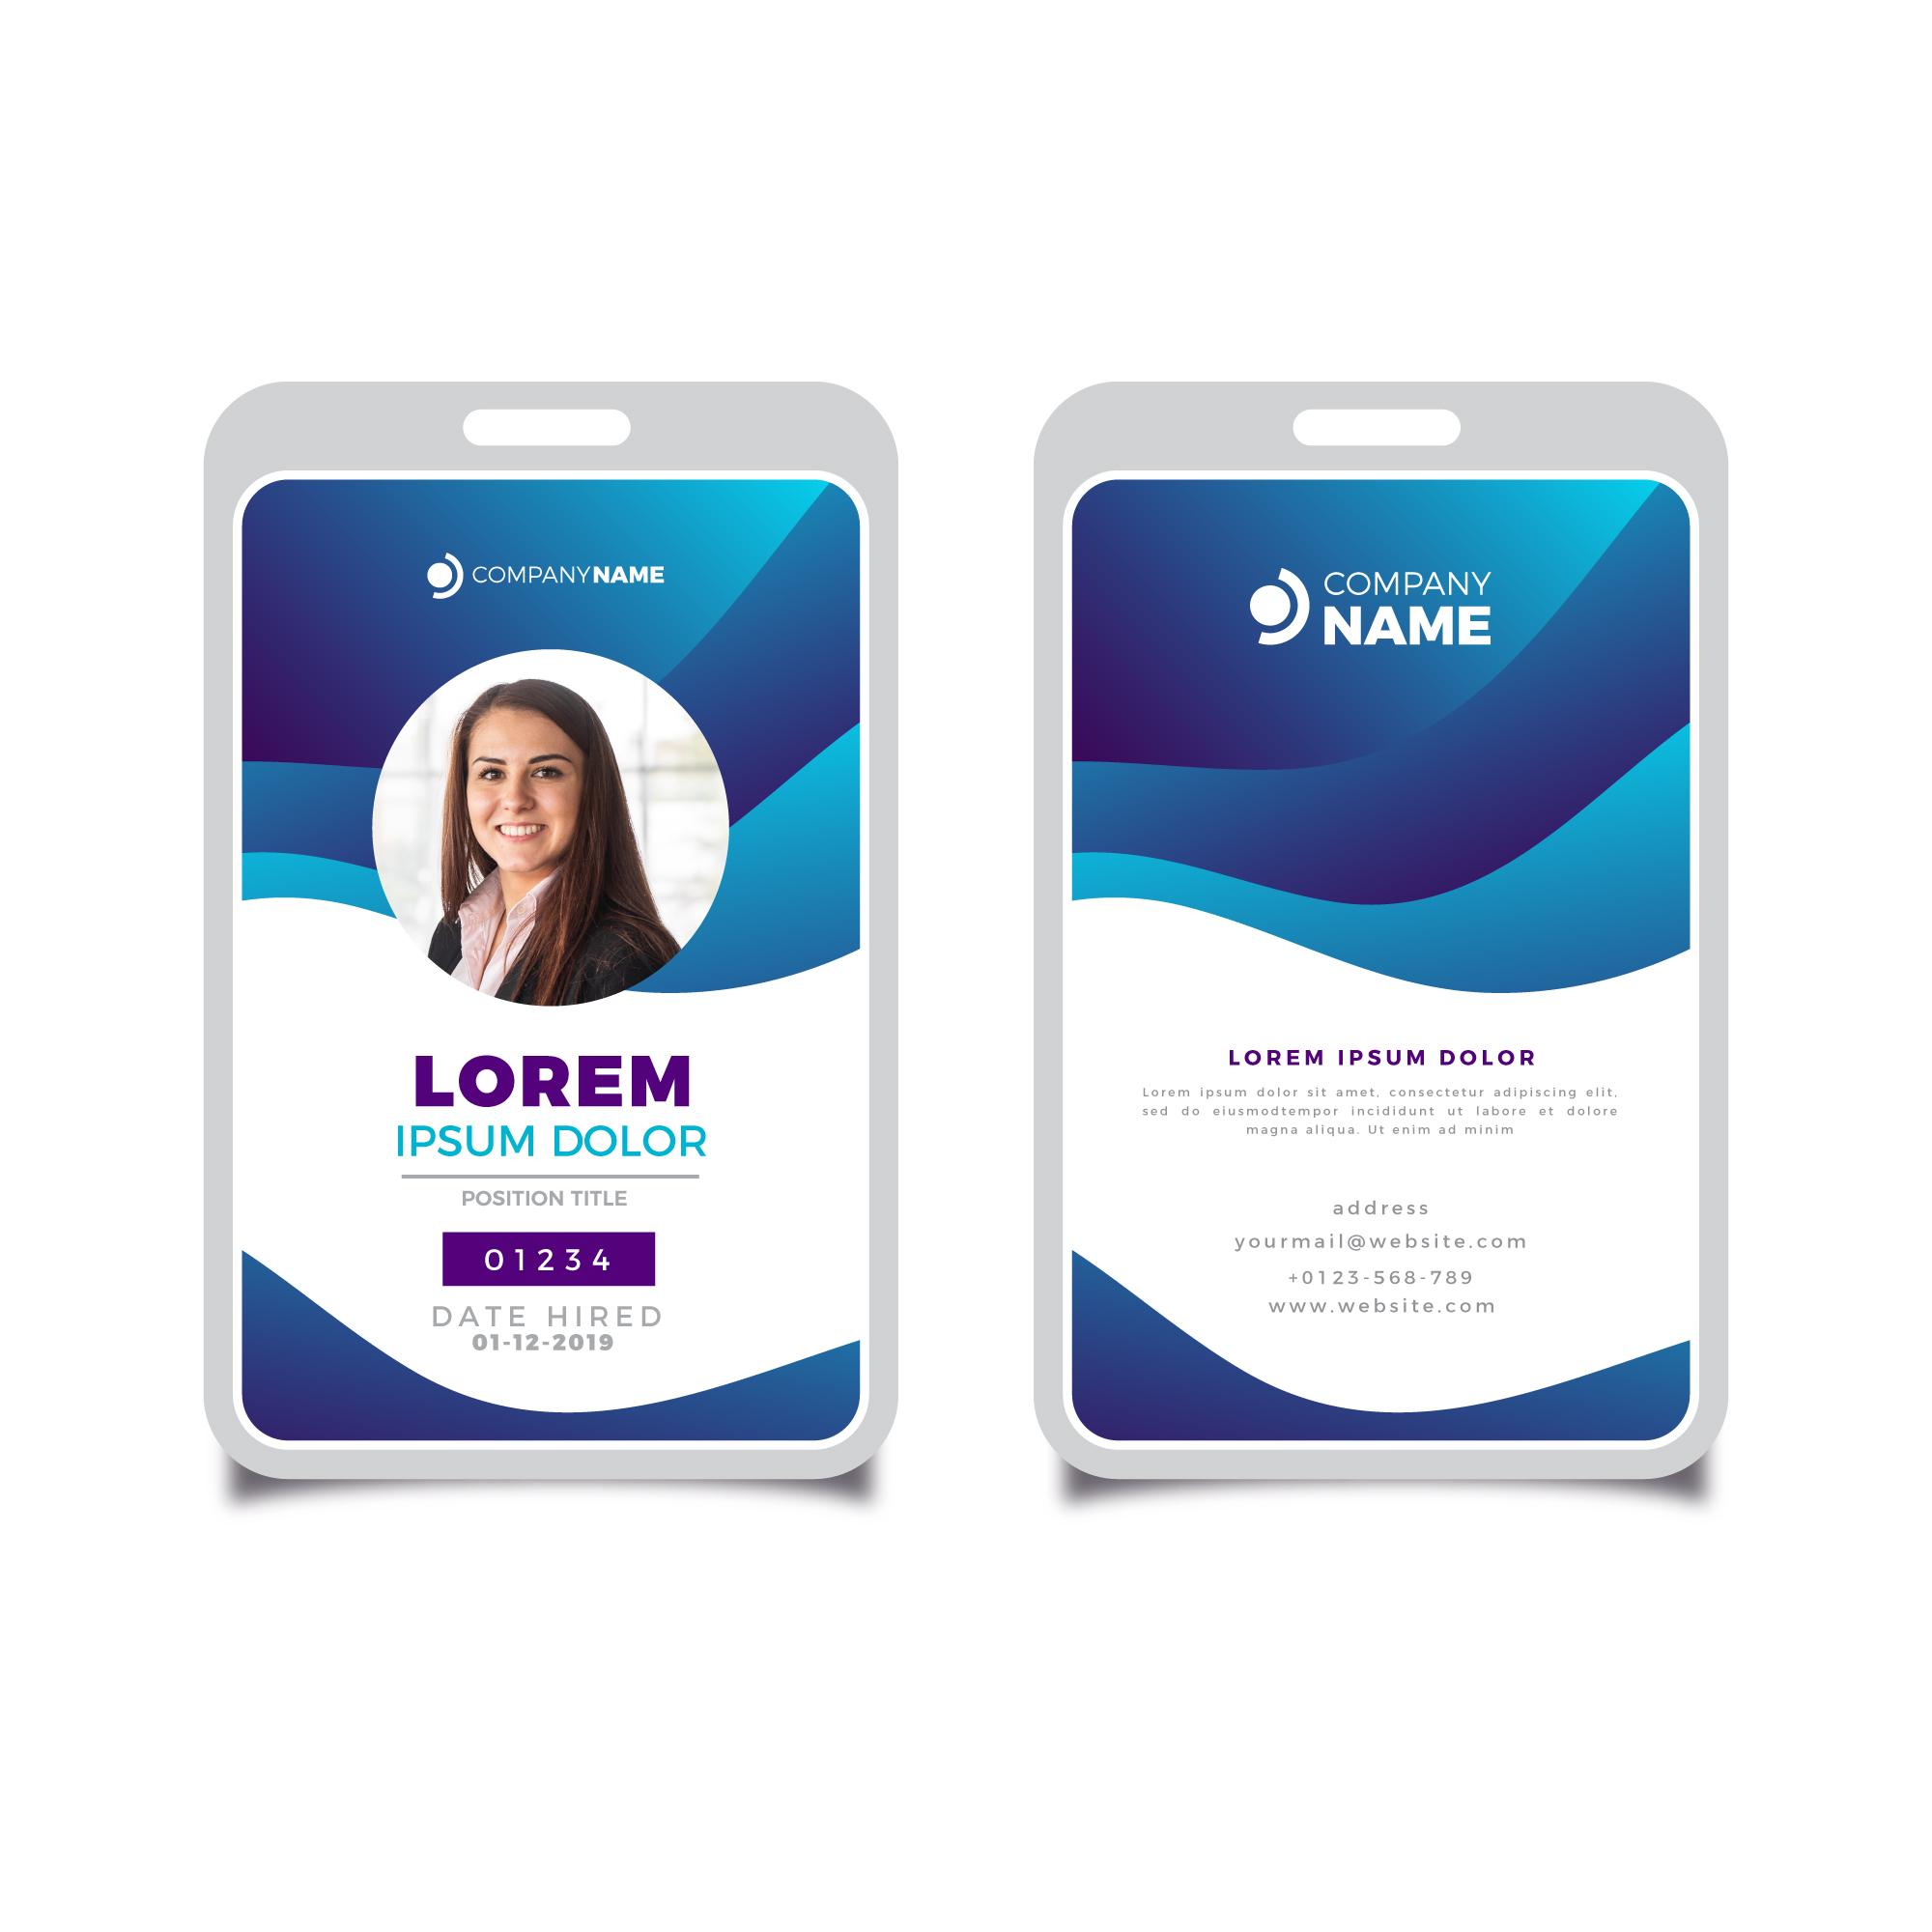 COMPANYNAME
LOREM
IPSUM DOLOR
POSITION TITLE
01234
DATE HIRED
01-12-2019
COMPANY
NAME
LOREM IPSUM DOLOR
Lorem ipsum dolor sit amet, consectetur adipiscing elit,
sed do eiusmodtempor incididunt ut labore et dolore
magna aliqua. Ut enim ad minim
address
yourmail@website.com
+0123-568-789
www.website.com